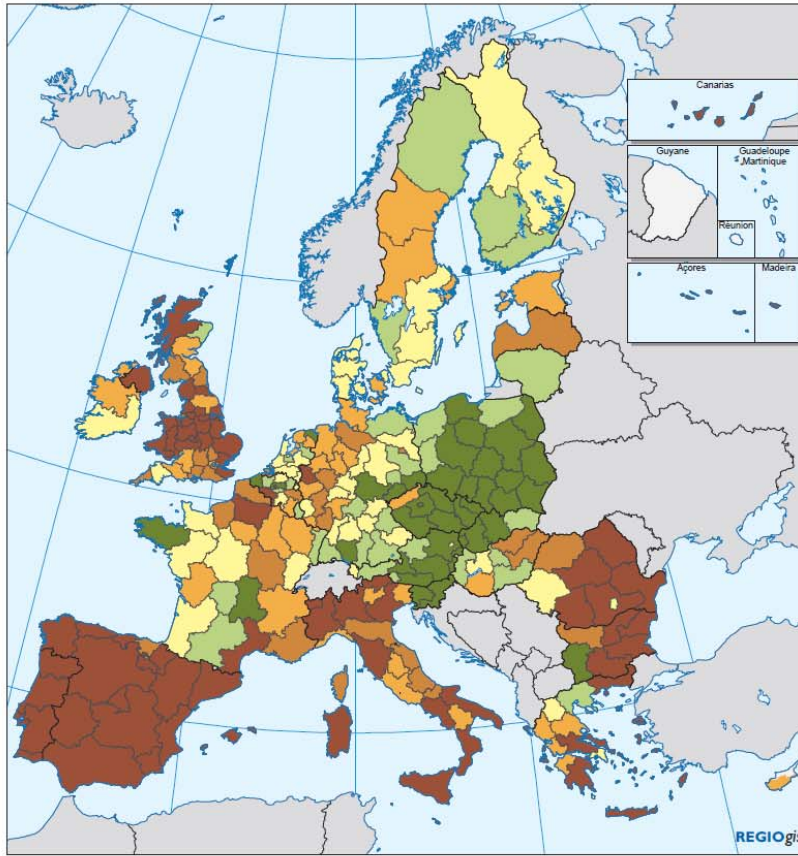 Canarias
Guyane
Guadeloupe
Martinique
Réunion
Açores
Madeira
REGIOgis